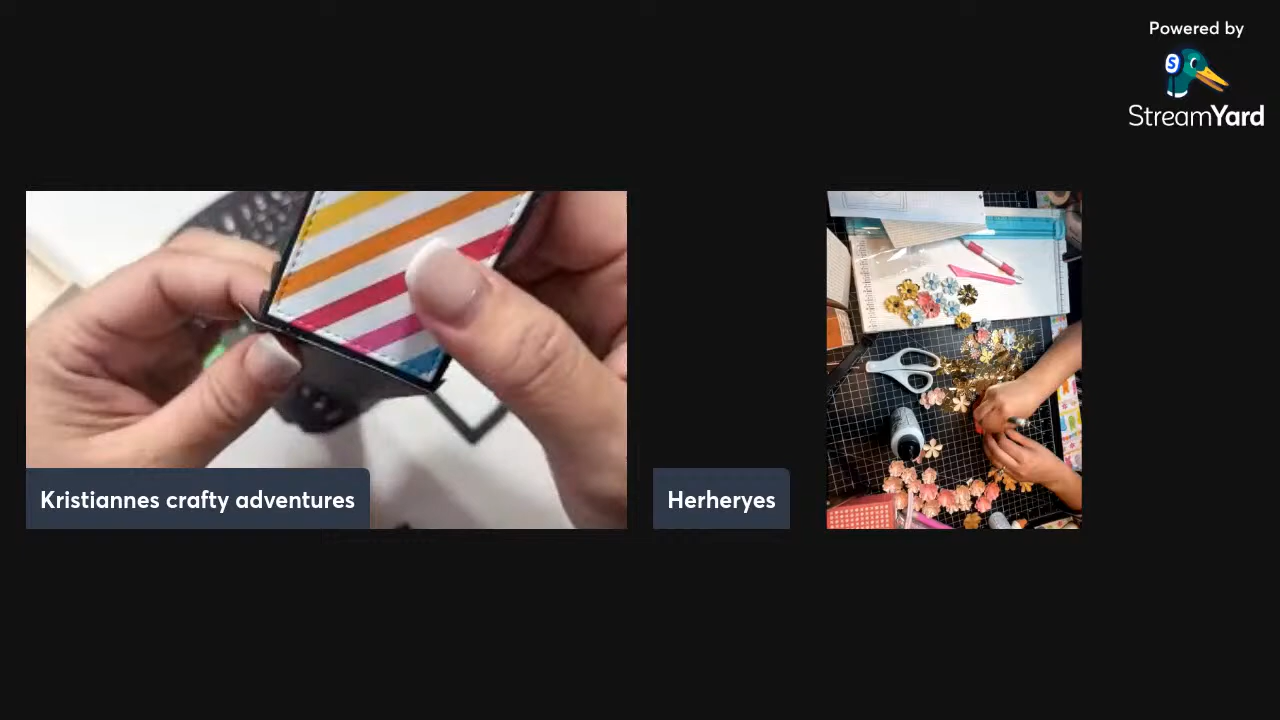 Powered by
S
StreamYard
Kristiannes crafty adventures
Herheryes